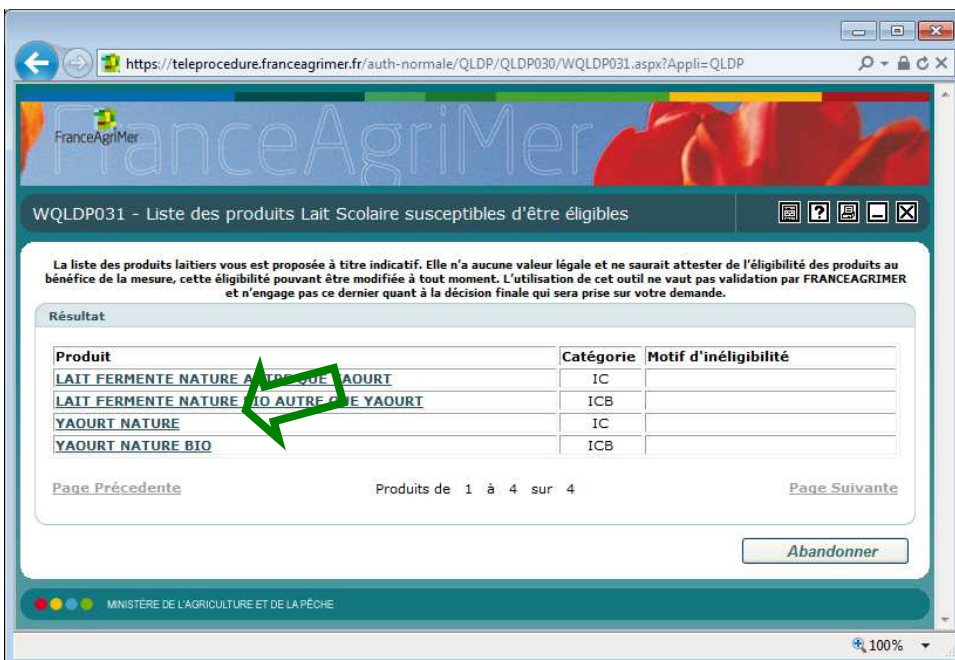 https://teleprocedure.franceagrimer.fr/auth-normale/QLDP/QLDP030/WQLDP031.aspx?Appli=QLDP
FranceAgriMer
FranceAgriMer
WQLDP031 - Liste des produits Lait Scolaire susceptibles d'être éligibles
La liste des produits laitiers vous est proposée à titre indicatif. Elle n'a aucune valeur légale et ne saurait attester de l'éligibilité des produits au
bénéfice de la mesure, cette éligibilité pouvant être modifiée à tout moment. L'utilisation de cet outil ne vaut pas validation par FRANCEAGRIMER
et n'engage pas ce dernier quant à la décision finale qui sera prise sur votre demande.
Résultat
Produit Catégorie Motif d'inéligibilité
LAIT FERMENTE NATURE AUTRE QUE YAOURT IC
LAIT FERMENTE NATURE BIO AUTRE QUE YAOURT ICB
YAOURT NATURE IC
YAOURT NATURE BIO ICB
Page Précedente Produits de 1 à 4 sur 4 Page Suivante
Abandonner
MINISTÈRE DE L'AGRICULTURE ET DE LA PÊCHE
100%